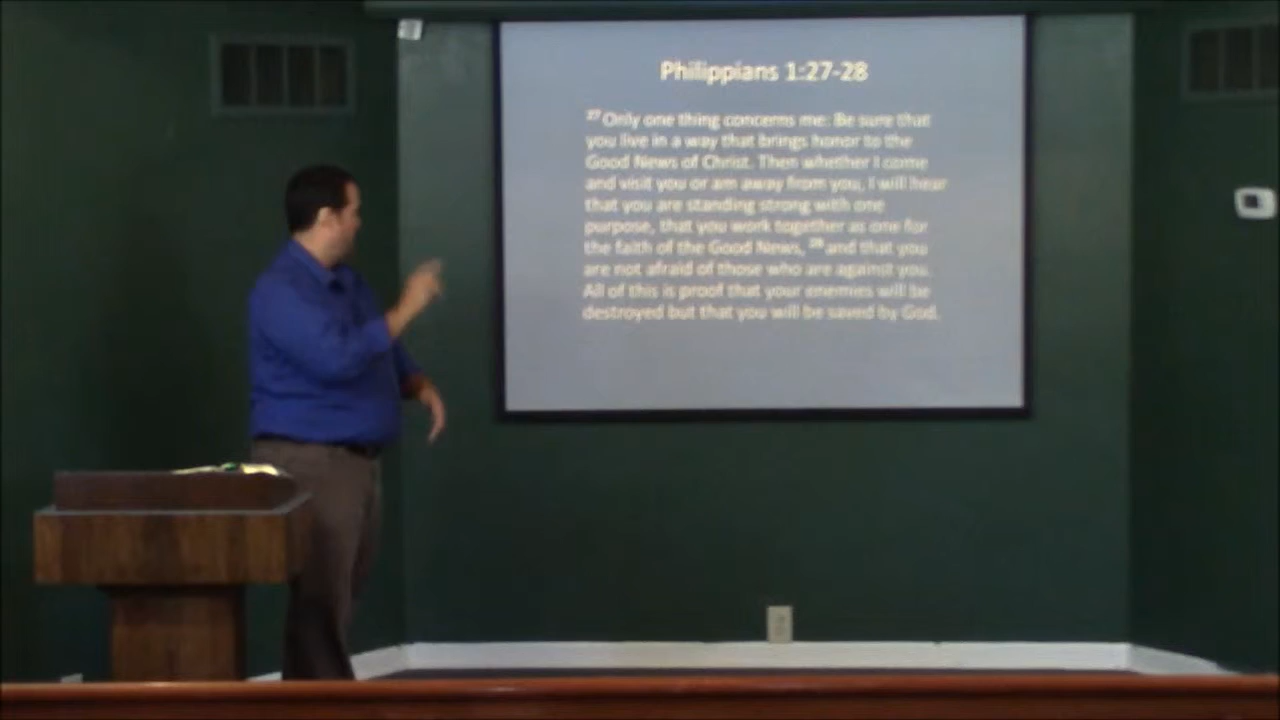 Philippians 1:27-28
27 Only one thing concerns me: Be sure that
you live in a way that brings honor to the
Good News of Christ. Then whether I come
and visit you or am away from you, I will hear
that you are standing strong with one
purpose, that you work together as one for
the faith of the Good News, 28 and that you
are not afraid of those who are against you.
All of this is proof that your enemies will be
destroyed but that you will be saved by God.